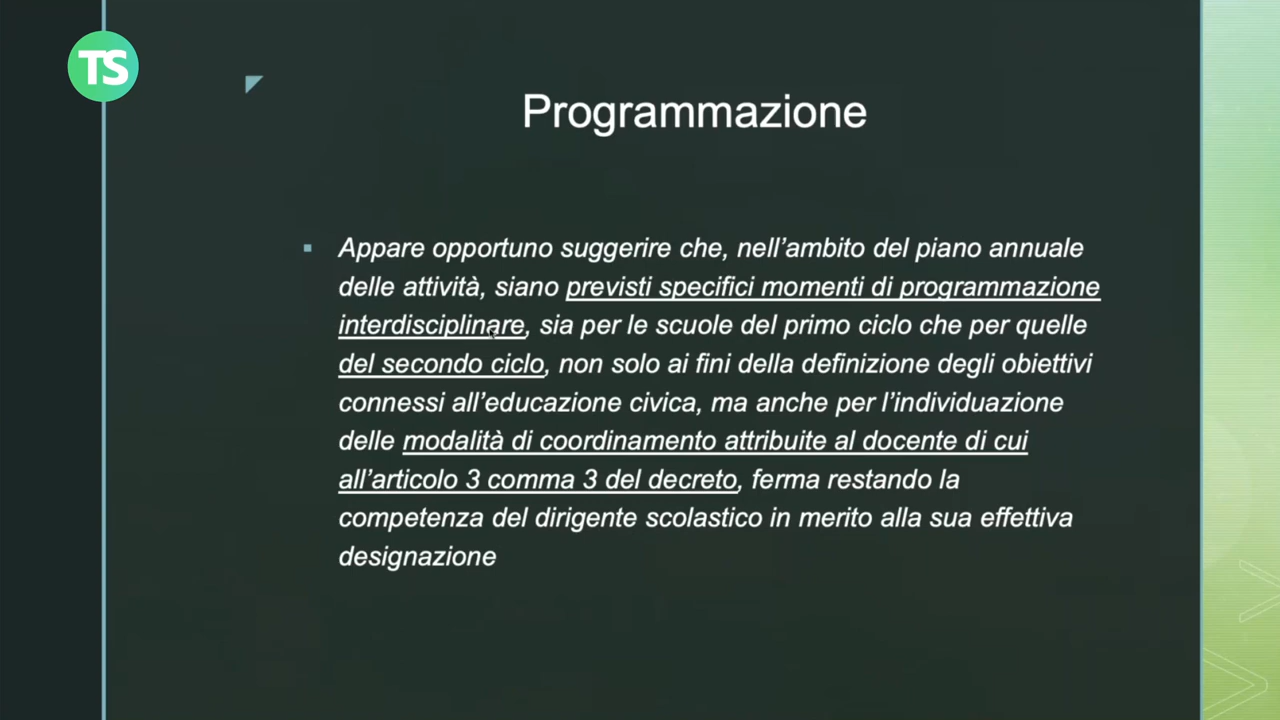 TS
Programmazione
Appare opportuno suggerire che, nell’ambito del piano annuale
delle attività, siano previsti specifici momenti di programmazione
interdisciplinare, sia per le scuole del primo ciclo che per quelle
del secondo ciclo, non solo ai fini della definizione degli obiettivi
connessi all’educazione civica, ma anche per l’individuazione
delle modalità di coordinamento attribuite al docente di cui
all’articolo 3 comma 3 del decreto, ferma restando la
competenza del dirigente scolastico in merito alla sua effettiva
designazione